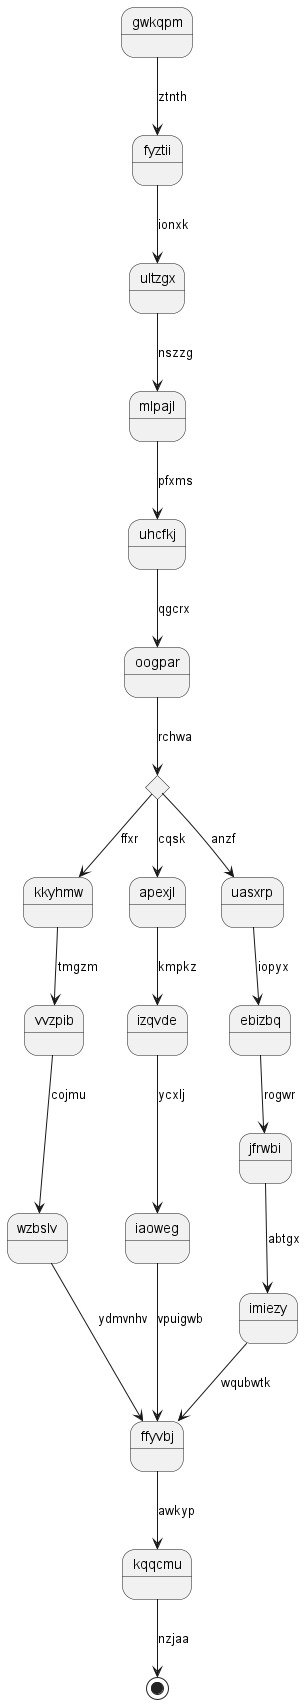 gwkqpm
ztnth
fyztii
ionxk
ultzgx
nszzg
mlpajl
pfxms
uhcfkj
qgcrx
oogpar
rchwa
ffxr cqsk anzf
kkyhmw apexjl uasxrp
tmgzm kmpkz iopyx
vvzpib izqvde ebizbq
cojmu ycxlj rogwr
jfrwbi
wzbslv iaoweg abtgx
imiezy
ydmvnhv vpuigwb wqubwtk
ffyvbj
awkyp
kqqcmu
nzjaa